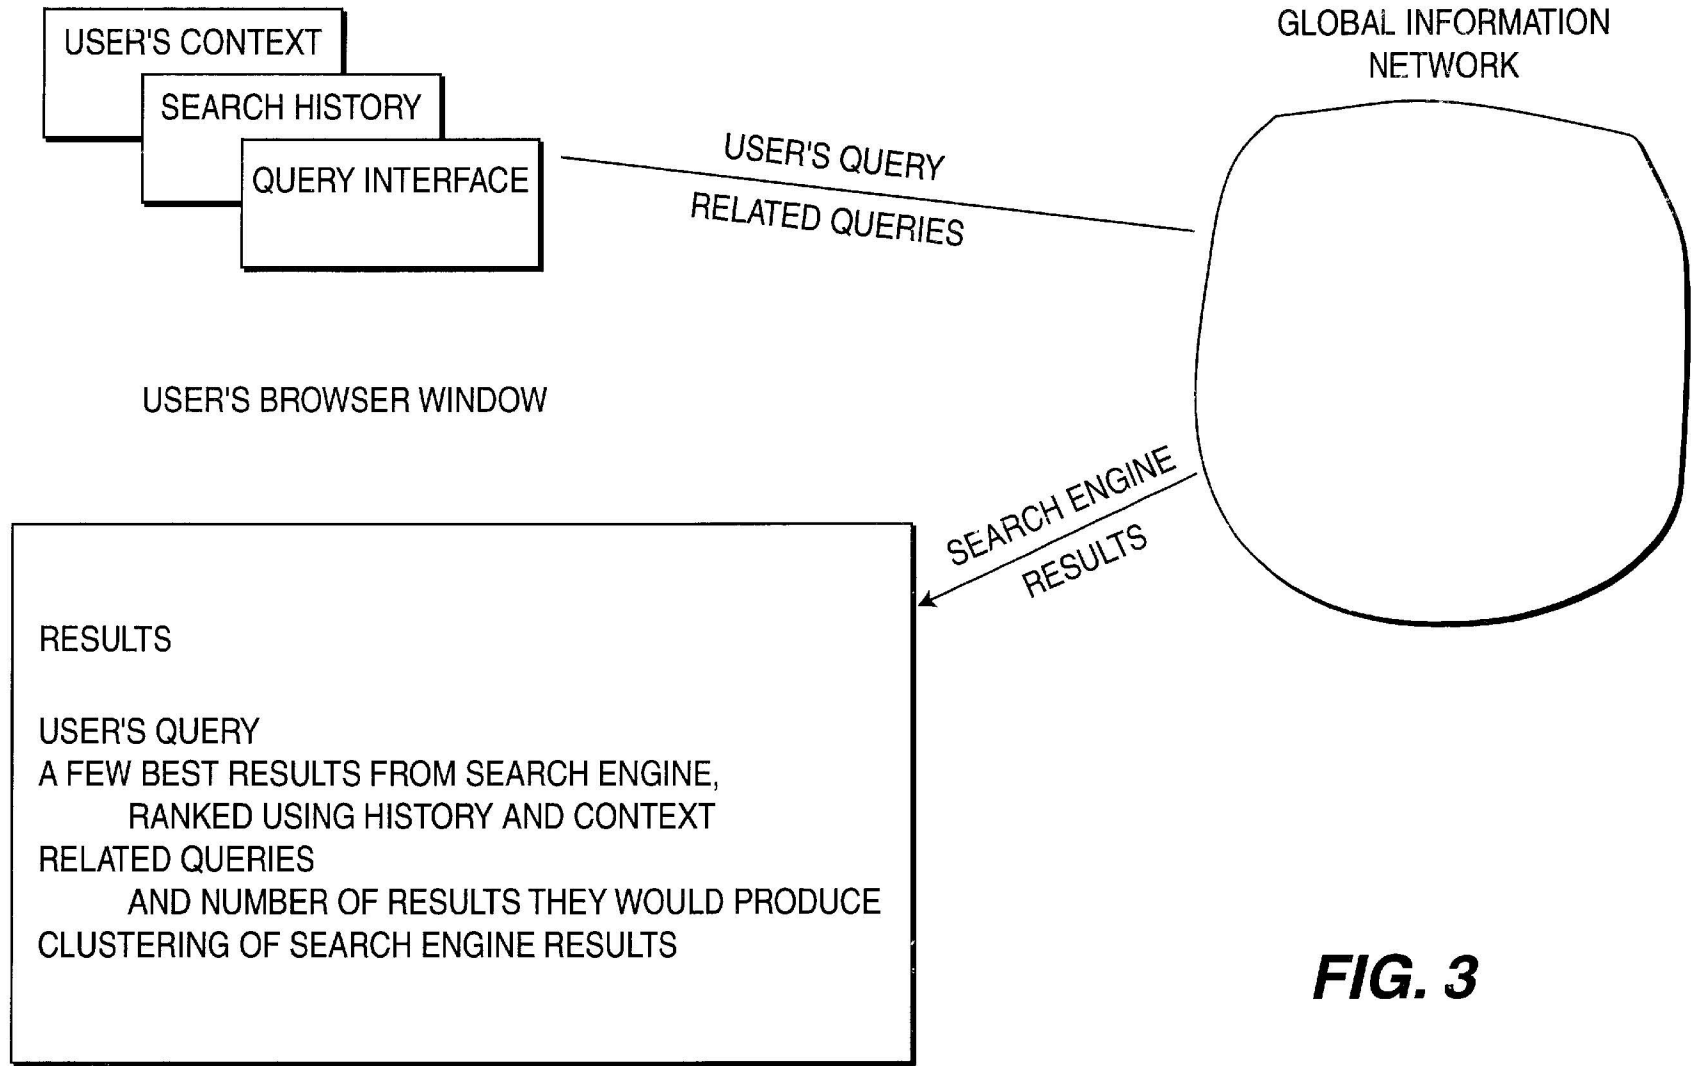 USER'S CONTEXT
SEARCH HISTORY
QUERY INTERFACE
GLOBAL INFORMATION
NETWORK
USER'S QUERY
RELATED QUERIES
USER'S BROWSER WINDOW
SEARCH ENGINE
RESULTS
RESULTS
USER'S QUERY
A FEW BEST RESULTS FROM SEARCH ENGINE,
RANKED USING HISTORY AND CONTEXT
RELATED QUERIES
AND NUMBER OF RESULTS THEY WOULD PRODUCE
CLUSTERING OF SEARCH ENGINE RESULTS
FIG. 3